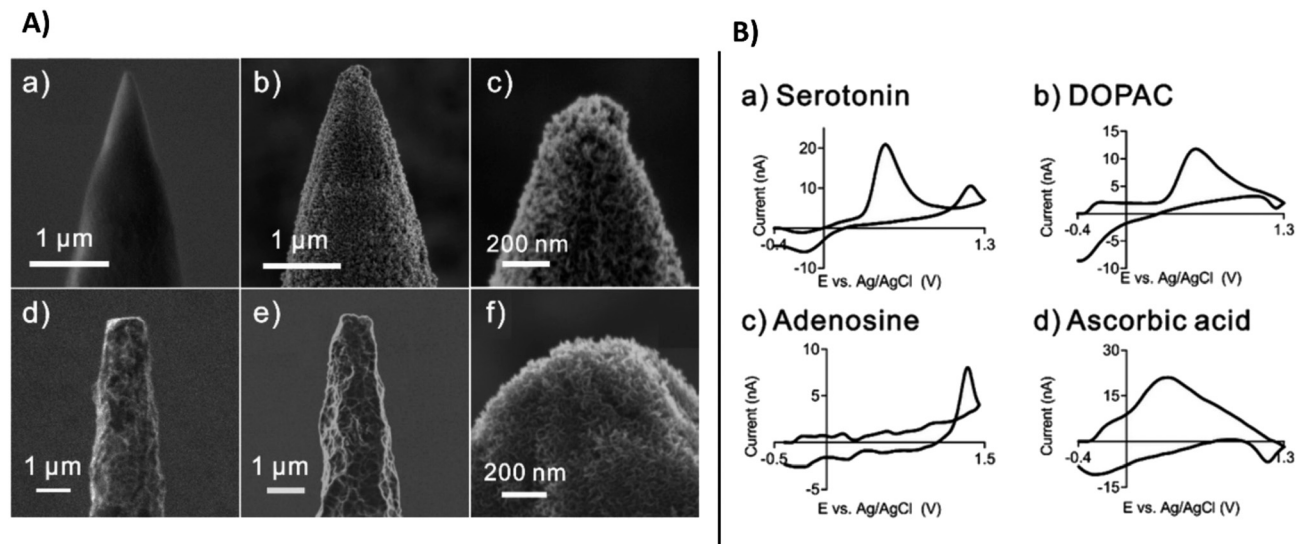 A)
a)
1 µm
b)
1 µm
c)
200 nm
d)
1 µm
e)
1 µm
f)
200 nm
B)
a) Serotonin
Current (nA)
20
10
-10
-0.4
1.3
E vs. Ag/AgCl (V)
b) DOPAC
Current (nA)
15
10
5
0
-5
-10
-0.4
1.3
E vs. Ag/AgCl (V)
c) Adenosine
Current (nA)
10
5
0
-5
-0.5
1.5
E vs. Ag/AgCl (V)
d) Ascorbic acid
Current (nA)
30
15
0
-15
-0.4
1.3
E vs. Ag/AgCl (V)